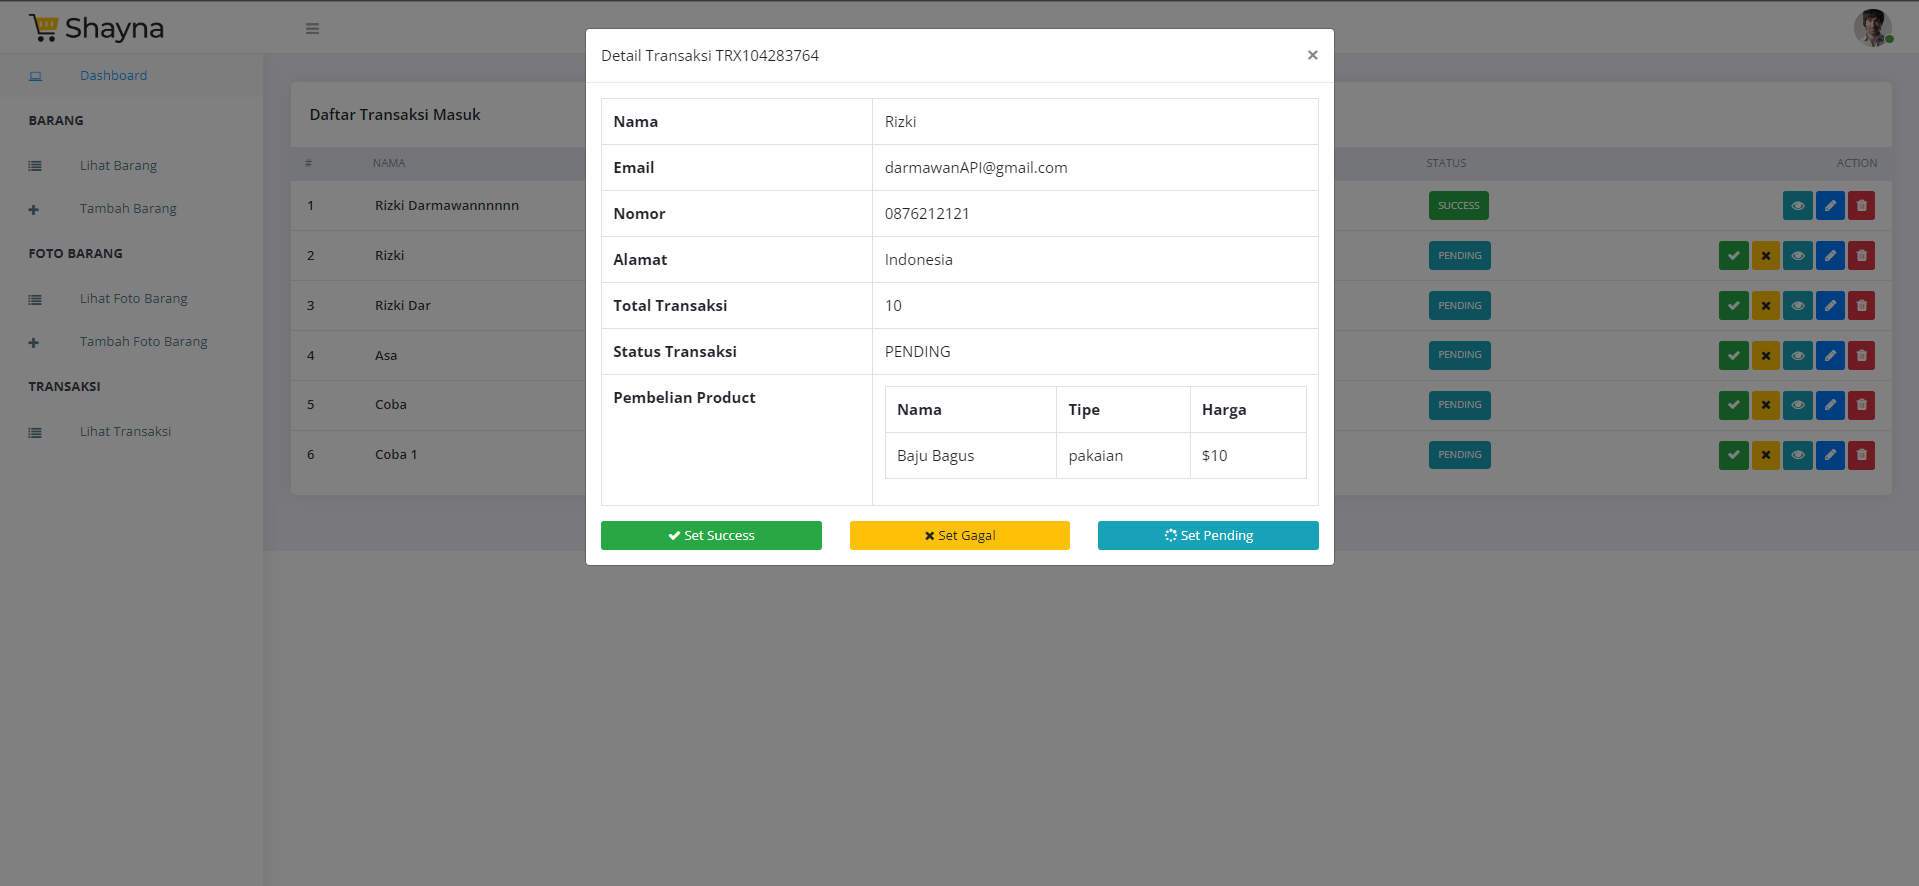 Shayna
Dashboard
BARANG
Lihat Barang
Tambah Barang
FOTO BARANG
Lihat Foto Barang
Tambah Foto Barang
TRANSAKSI
Lihat Transaksi
Daftar Transaksi Masuk
# NAMA STATUS ACTION
1 Rizki Darmawannnnnn SUCCESS
2 Rizki PENDING
3 Rizki Dar PENDING
4 Asa PENDING
5 Coba PENDING
6 Coba 1 PENDING
Detail Transaksi TRX104283764 ×
Nama Rizki
Email darmawanAPI@gmail.com
Nomor 0876212121
Alamat Indonesia
Total Transaksi 10
Status Transaksi PENDING
Pembelian Product
Nama Tipe Harga
Baju Bagus pakaian $10
Set Success Set Gagal Set Pending